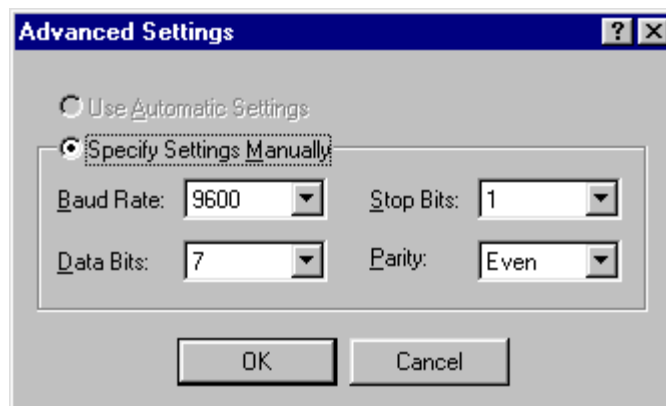 Advanced Settings
Use Automatic Settings
Specify Settings Manually
Baud Rate: 9600 Stop Bits: 1
Data Bits: 7 Parity: Even
OK Cancel